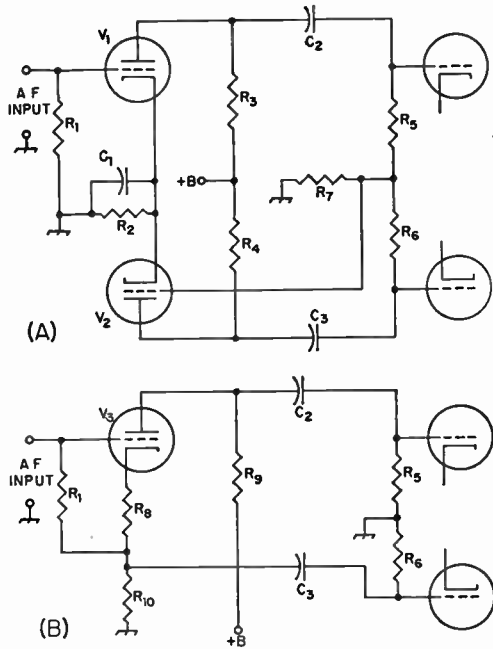 V1
C2
A F
INPUT
R1
R3
R5
C1
+B
R7
R2
R4
R6
V2
C3
(A)
V3
C2
A F
INPUT
R1
R9
R5
R8
C3
R6
R10
(B)
+B